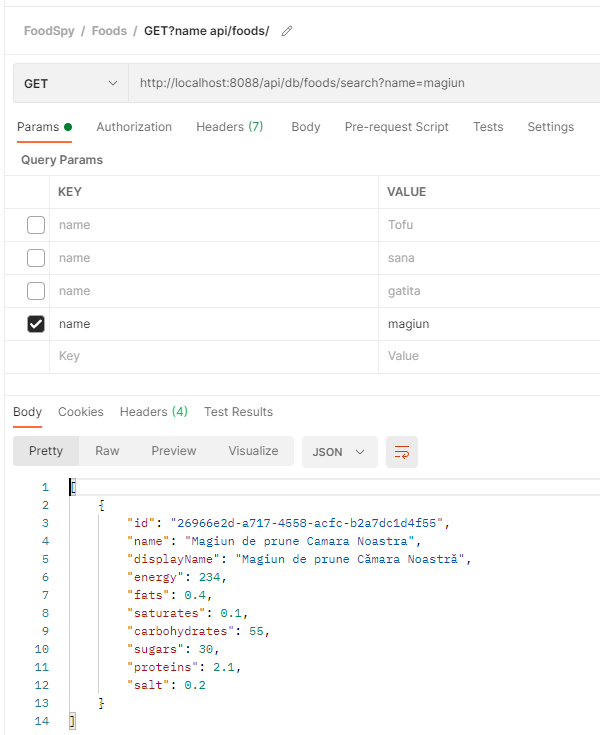 FoodSpy / Foods / GET?name api/foods/
GET http://localhost:8088/api/db/foods/search?name=magiun
Params Authorization Headers (7) Body Pre-request Script Tests Settings
Query Params
KEY VALUE
name Tofu
name sana
name gatita
name magiun
Key Value
Body Cookies Headers (4) Test Results
Pretty Raw Preview Visualize JSON
1 [
2 {
3 "id": "26966e2d-a717-4558-acfc-b2a7dc1d4f55",
4 "name": "Magiun de prune Camara Noastra",
5 "displayName": "Magiun de prune Cămara Noastră",
6 "energy": 234,
7 "fats": 0.4,
8 "saturates": 0.1,
9 "carbohydrates": 55,
10 "sugars": 30,
11 "proteins": 2.1,
12 "salt": 0.2
13 }
14 ]